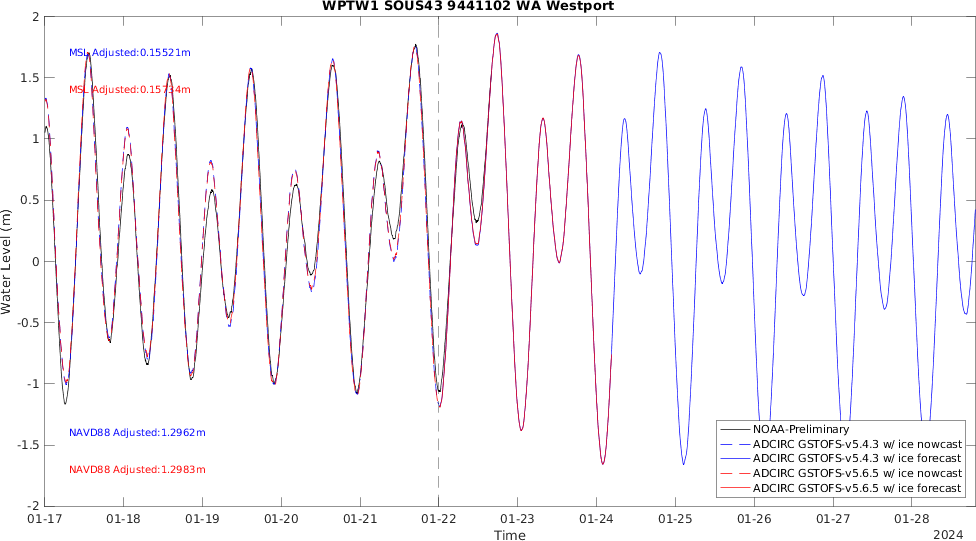 WPTW1 SOUS43 9441102 WA Westport
2
1.5
1
0.5
0
-0.5
-1
-1.5
-2
Water Level (m)
MSL Adjusted:0.15521m
MSL Adjusted:0.15734m
NAVD88 Adjusted:1.2962m
NAVD88 Adjusted:1.2983m
NOAA-Preliminary
ADCIRC GSTOFS-v5.4.3 w/ ice nowcast
ADCIRC GSTOFS-v5.4.3 w/ ice forecast
ADCIRC GSTOFS-v5.6.5 w/ ice nowcast
ADCIRC GSTOFS-v5.6.5 w/ ice forecast
01-17 01-18 01-19 01-20 01-21 01-22 01-23 01-24 01-25 01-26 01-27 01-28
Time
2024